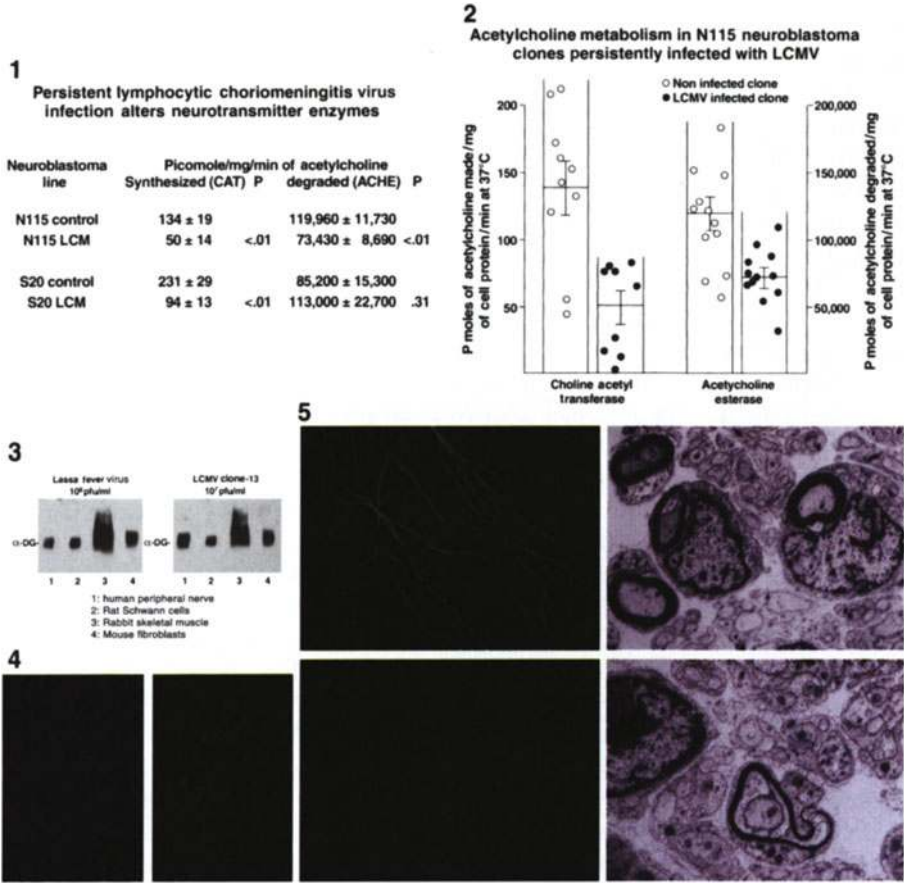 1
Persistent lymphocytic choriomeningitis virus
infection alters neurotransmitter enzymes
Neuroblastoma Picomole/mg/min of acetylcholine
line Synthesized (CAT) P degraded (ACHE) P
N115 control 134 ± 19 119,960 ± 11,730
N115 LCM 50 ± 14 <.01 73,430 ± 8,690 <.01
S20 control 231 ± 29 85,200 ± 15,300
S20 LCM 94 ± 13 <.01 113,000 ± 22,700 .31
2
Acetylcholine metabolism in N115 neuroblastoma
clones persistently infected with LCMV
○ Non infected clone
● LCMV infected clone
P moles of acetylcholine made/mg
of cell protein/min at 37°C
200
150
100
50
200,000
150,000
100,000
50,000
P moles of acetylcholine degraded/mg
of cell protein/min at 37°C
Choline acetyl
transferase
Acetycholine
esterase
3
Lassa fever virus
10⁶pfu/ml
α-DG-
1 2 3 4
LCMV clone-13
10⁷pfu/ml
α-DG-
1 2 3 4
1: human peripheral nerve
2: Rat Schwann cells
3: Rabbit skeletal muscle
4: Mouse fibroblasts
4
5